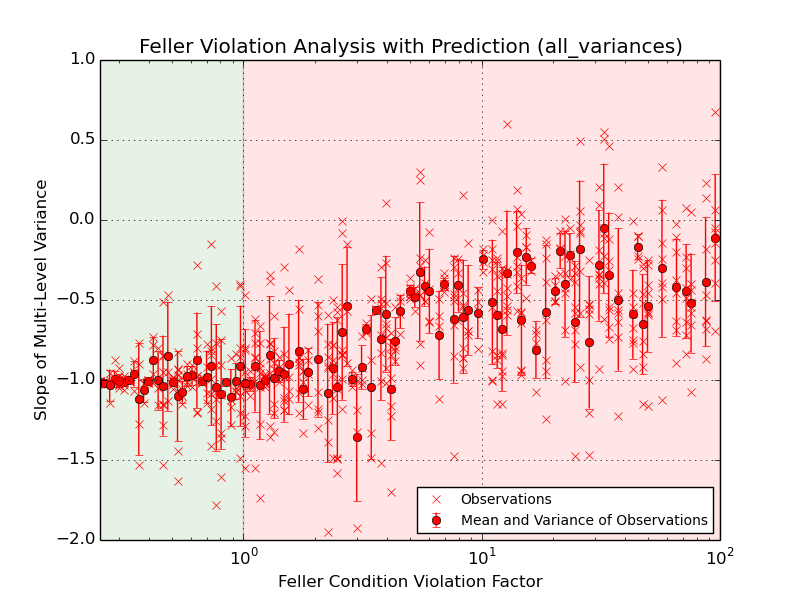 Feller Violation Analysis with Prediction (all_variances)
1.0
0.5
0.0
−0.5
−1.0
−1.5
−2.0
Slope of Multi-Level Variance
Observations
Mean and Variance of Observations
10⁰ 10¹ 10²
Feller Condition Violation Factor